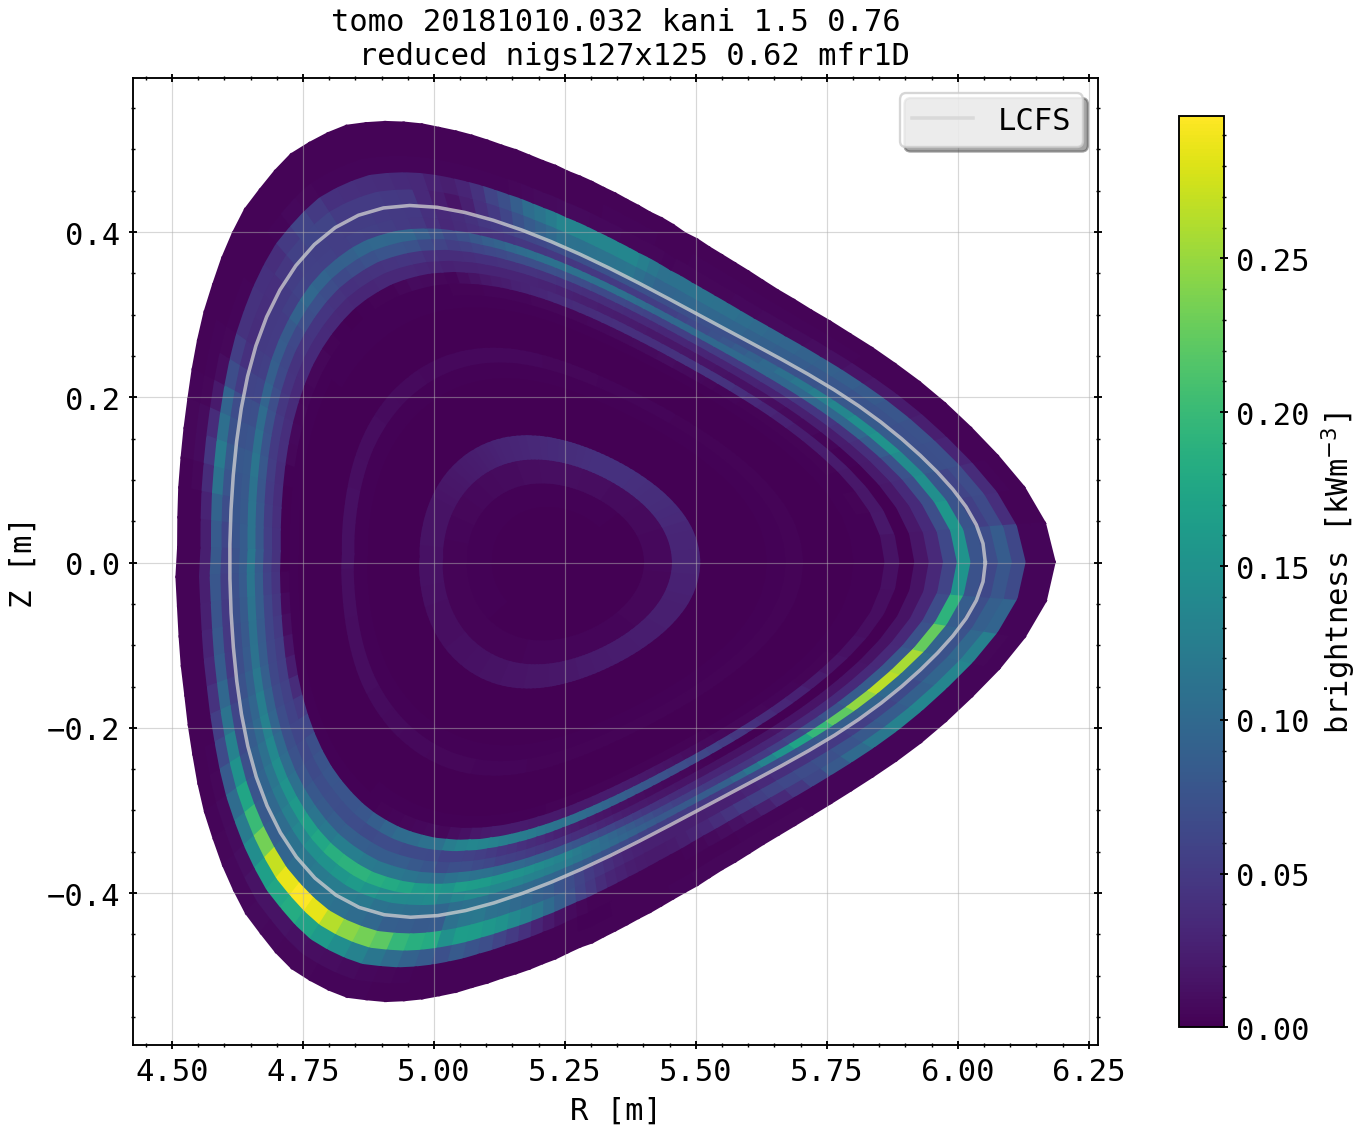 tomo 20181010.032 kani 1.5 0.76
reduced nigs127x125 0.62 mfr1D
LCFS
0.4
0.2
0.0
−0.2
−0.4
Z [m]
4.50 4.75 5.00 5.25 5.50 5.75 6.00 6.25
R [m]
0.25
0.20
0.15
0.10
0.05
0.00
brightness [kWm⁻³]